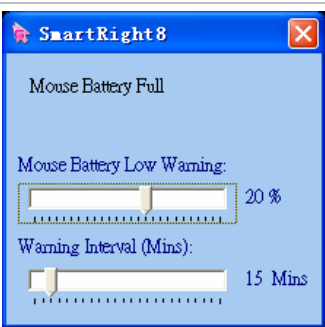 SmartRight8
Mouse Battery Full
Mouse Battery Low Warning:
20 %
Warning Interval (Mins):
15 Mins